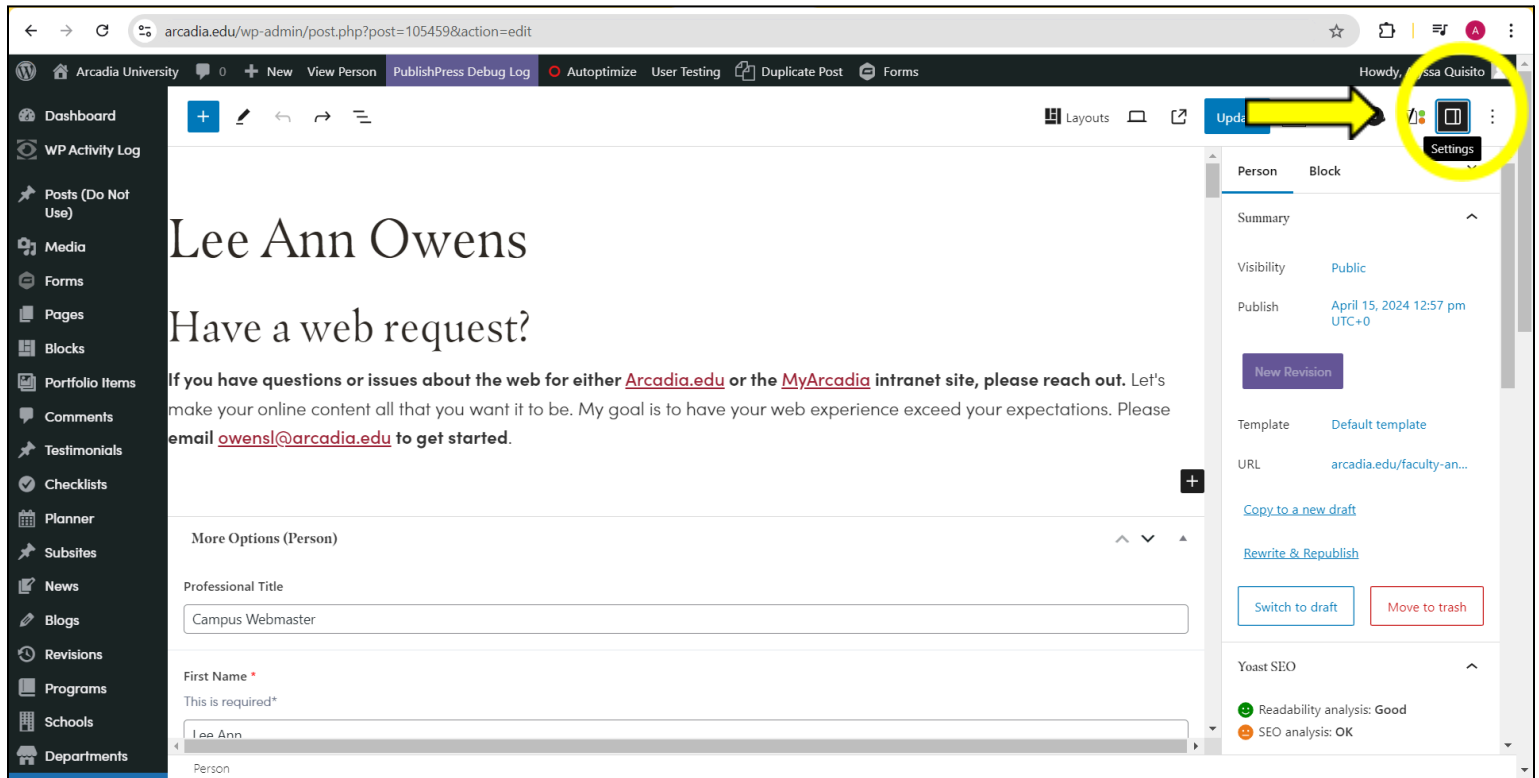 arcadia.edu/wp-admin/post.php?post=105459&action=edit
A
Arcadia University 0 New View Person PublishPress Debug Log Autoptimize User Testing Duplicate Post Forms
Howdy, ssa Quisito
Dashboard
WP Activity Log
Posts (Do Not
Use)
Media
Forms
Pages
Blocks
Portfolio Items
Comments
Testimonials
Checklists
Planner
Subsites
News
Blogs
Revisions
Programs
Schools
Departments
Layouts
Upda
Settings
Lee Ann Owens
Have a web request?
If you have questions or issues about the web for either Arcadia.edu or the MyArcadia intranet site, please reach out. Let's
make your online content all that you want it to be. My goal is to have your web experience exceed your expectations. Please
email owensl@arcadia.edu to get started.
More Options (Person)
Professional Title
Campus Webmaster
First Name *
This is required*
Lee Ann
Person
Person Block
Summary
Visibility Public
Publish April 15, 2024 12:57 pm
UTC+0
New Revision
Template Default template
URL arcadia.edu/faculty-an...
Copy to a new draft
Rewrite & Republish
Switch to draft Move to trash
Yoast SEO
Readability analysis: Good
SEO analysis: OK